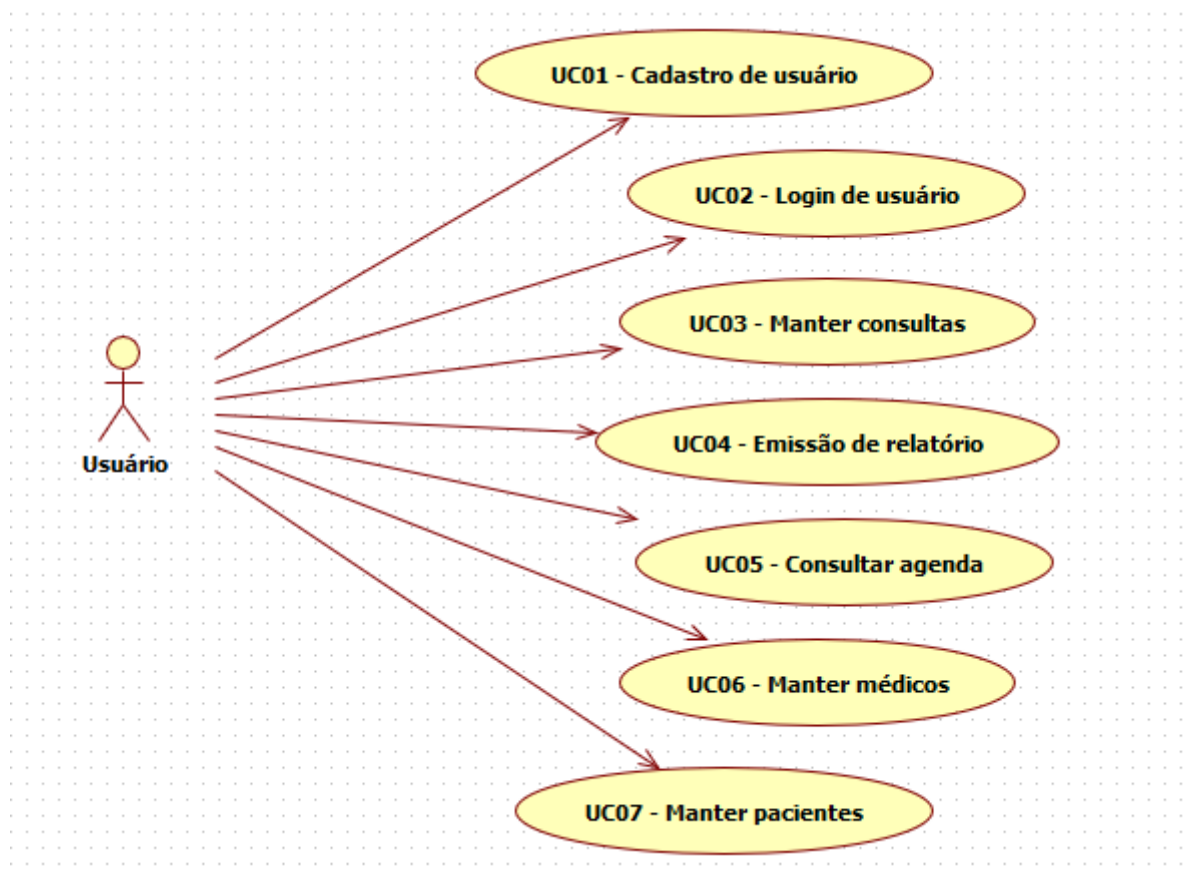 UC01 - Cadastro de usuário
UC02 - Login de usuário
UC03 - Manter consultas
UC04 - Emissão de relatório
Usuário
UC05 - Consultar agenda
UC06 - Manter médicos
UC07 - Manter pacientes